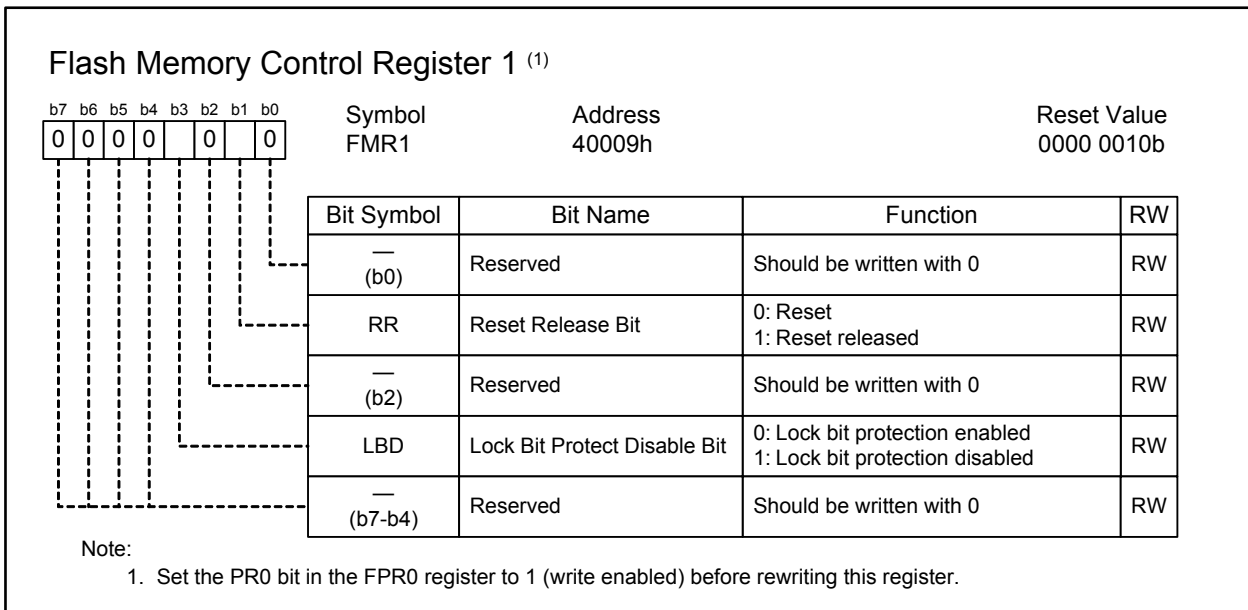 Flash Memory Control Register 1 (1)
b7 b6 b5 b4 b3 b2 b1 b0
0 0 0 0 0 0
Symbol Address Reset Value
FMR1 40009h 0000 0010b
Bit Symbol Bit Name Function RW
—
(b0) Reserved Should be written with 0 RW
RR Reset Release Bit 0: Reset
1: Reset released RW
—
(b2) Reserved Should be written with 0 RW
LBD Lock Bit Protect Disable Bit 0: Lock bit protection enabled
1: Lock bit protection disabled RW
—
(b7-b4) Reserved Should be written with 0 RW
Note:
1. Set the PR0 bit in the FPR0 register to 1 (write enabled) before rewriting this register.